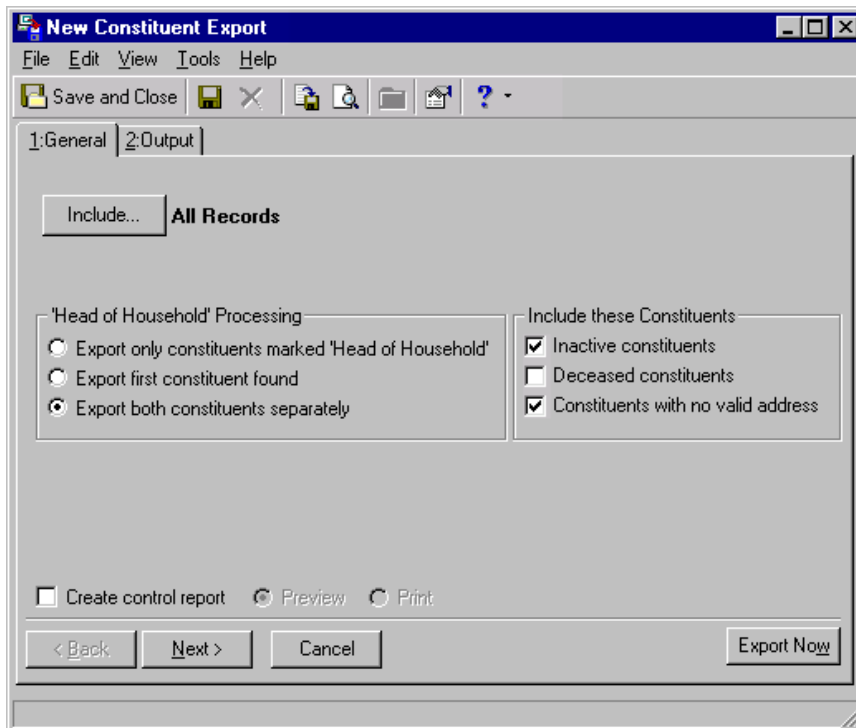 New Constituent Export
File Edit View Tools Help
Save and Close ?
1:General 2:Output
Include... All Records
'Head of Household' Processing
Export only constituents marked 'Head of Household'
Export first constituent found
Export both constituents separately
Include these Constituents
Inactive constituents
Deceased constituents
Constituents with no valid address
Create control report Preview Print
< Back Next > Cancel Export Now